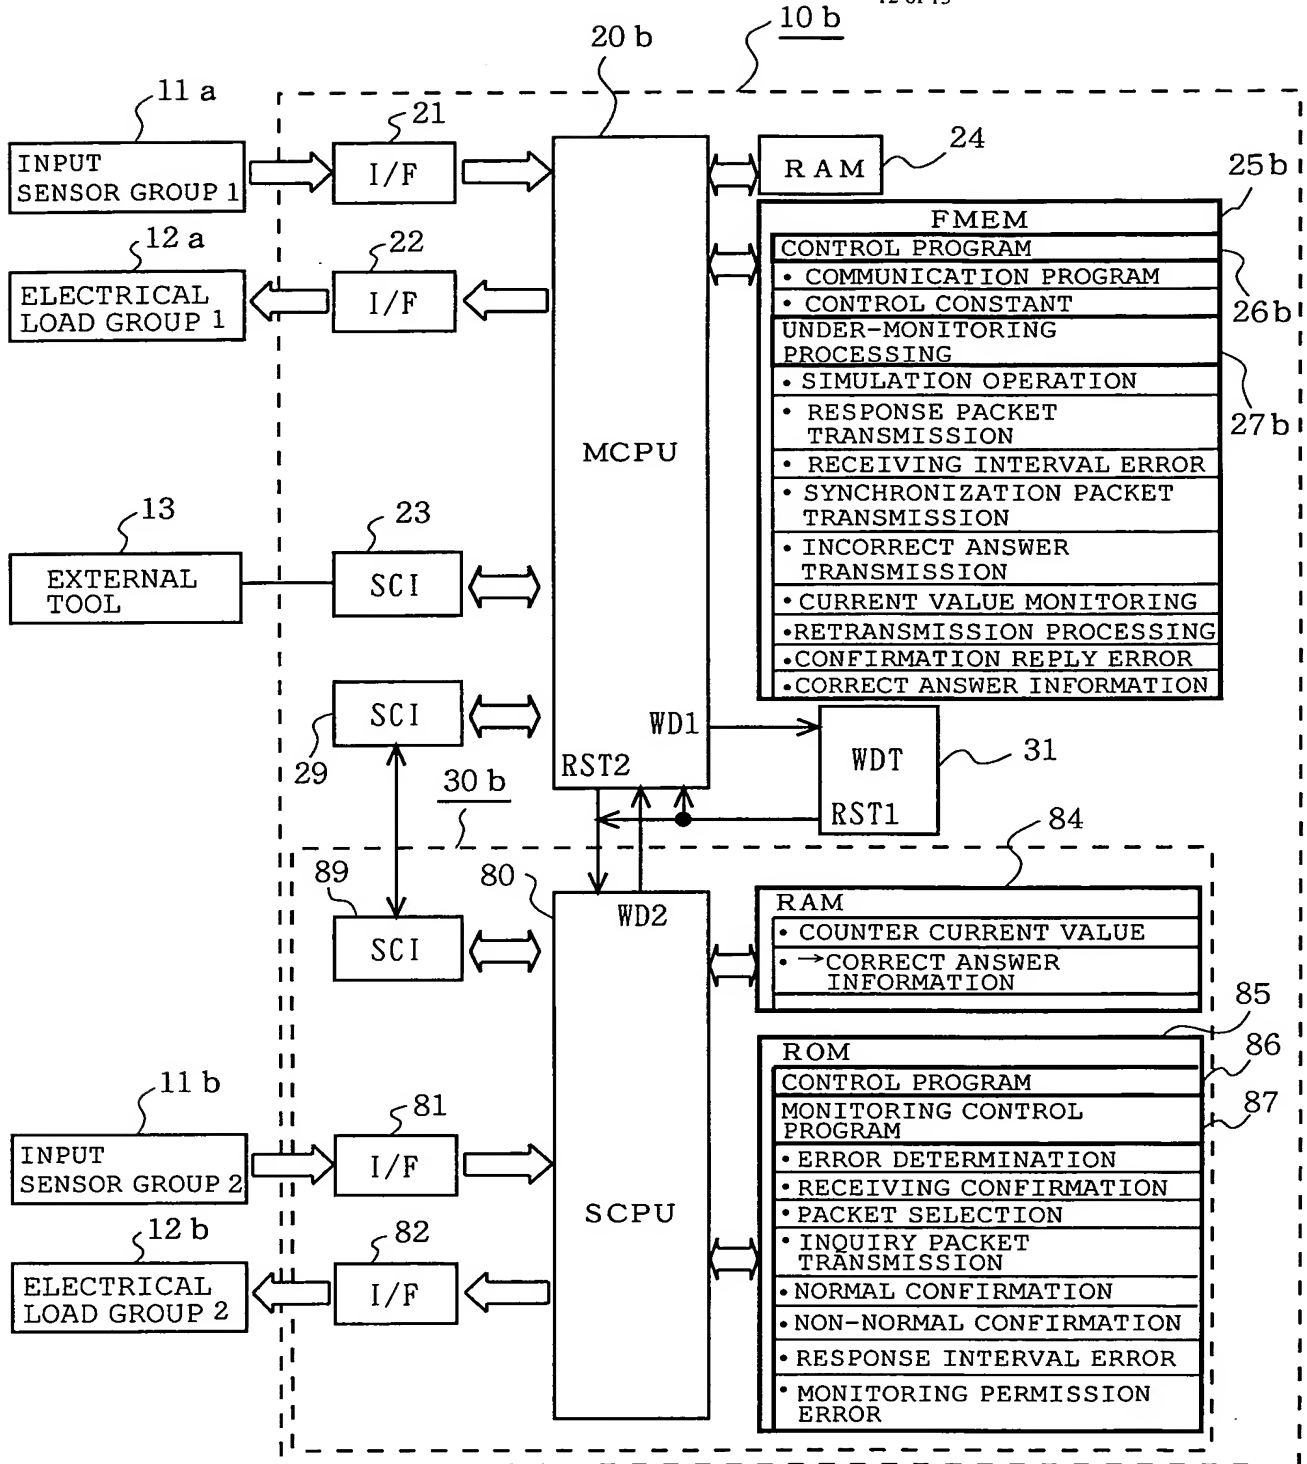 10 b
20 b
11 a
INPUT
SENSOR GROUP 1
21
I/F
RAM
24
25b
12 a
ELECTRICAL
LOAD GROUP 1
22
I/F
FMEM
CONTROL PROGRAM
• COMMUNICATION PROGRAM
• CONTROL CONSTANT
26b
UNDER-MONITORING
PROCESSING
• SIMULATION OPERATION
• RESPONSE PACKET
TRANSMISSION
27b
• RECEIVING INTERVAL ERROR
• SYNCHRONIZATION PACKET
TRANSMISSION
• INCORRECT ANSWER
TRANSMISSION
• CURRENT VALUE MONITORING
• RETRANSMISSION PROCESSING
• CONFIRMATION REPLY ERROR
• CORRECT ANSWER INFORMATION
MCPU
13
EXTERNAL
TOOL
23
SCI
SCI
29
WD1
RST2
WDT
RST1
31
30 b
84
89
SCI
80
WD2
RAM
• COUNTER CURRENT VALUE
• →CORRECT ANSWER
INFORMATION
85
ROM
86
CONTROL PROGRAM
87
MONITORING CONTROL
PROGRAM
• ERROR DETERMINATION
• RECEIVING CONFIRMATION
• PACKET SELECTION
• INQUIRY PACKET
TRANSMISSION
• NORMAL CONFIRMATION
• NON-NORMAL CONFIRMATION
• RESPONSE INTERVAL ERROR
• MONITORING PERMISSION
ERROR
11 b
INPUT
SENSOR GROUP 2
81
I/F
SCPU
12 b
ELECTRICAL
LOAD GROUP 2
82
I/F